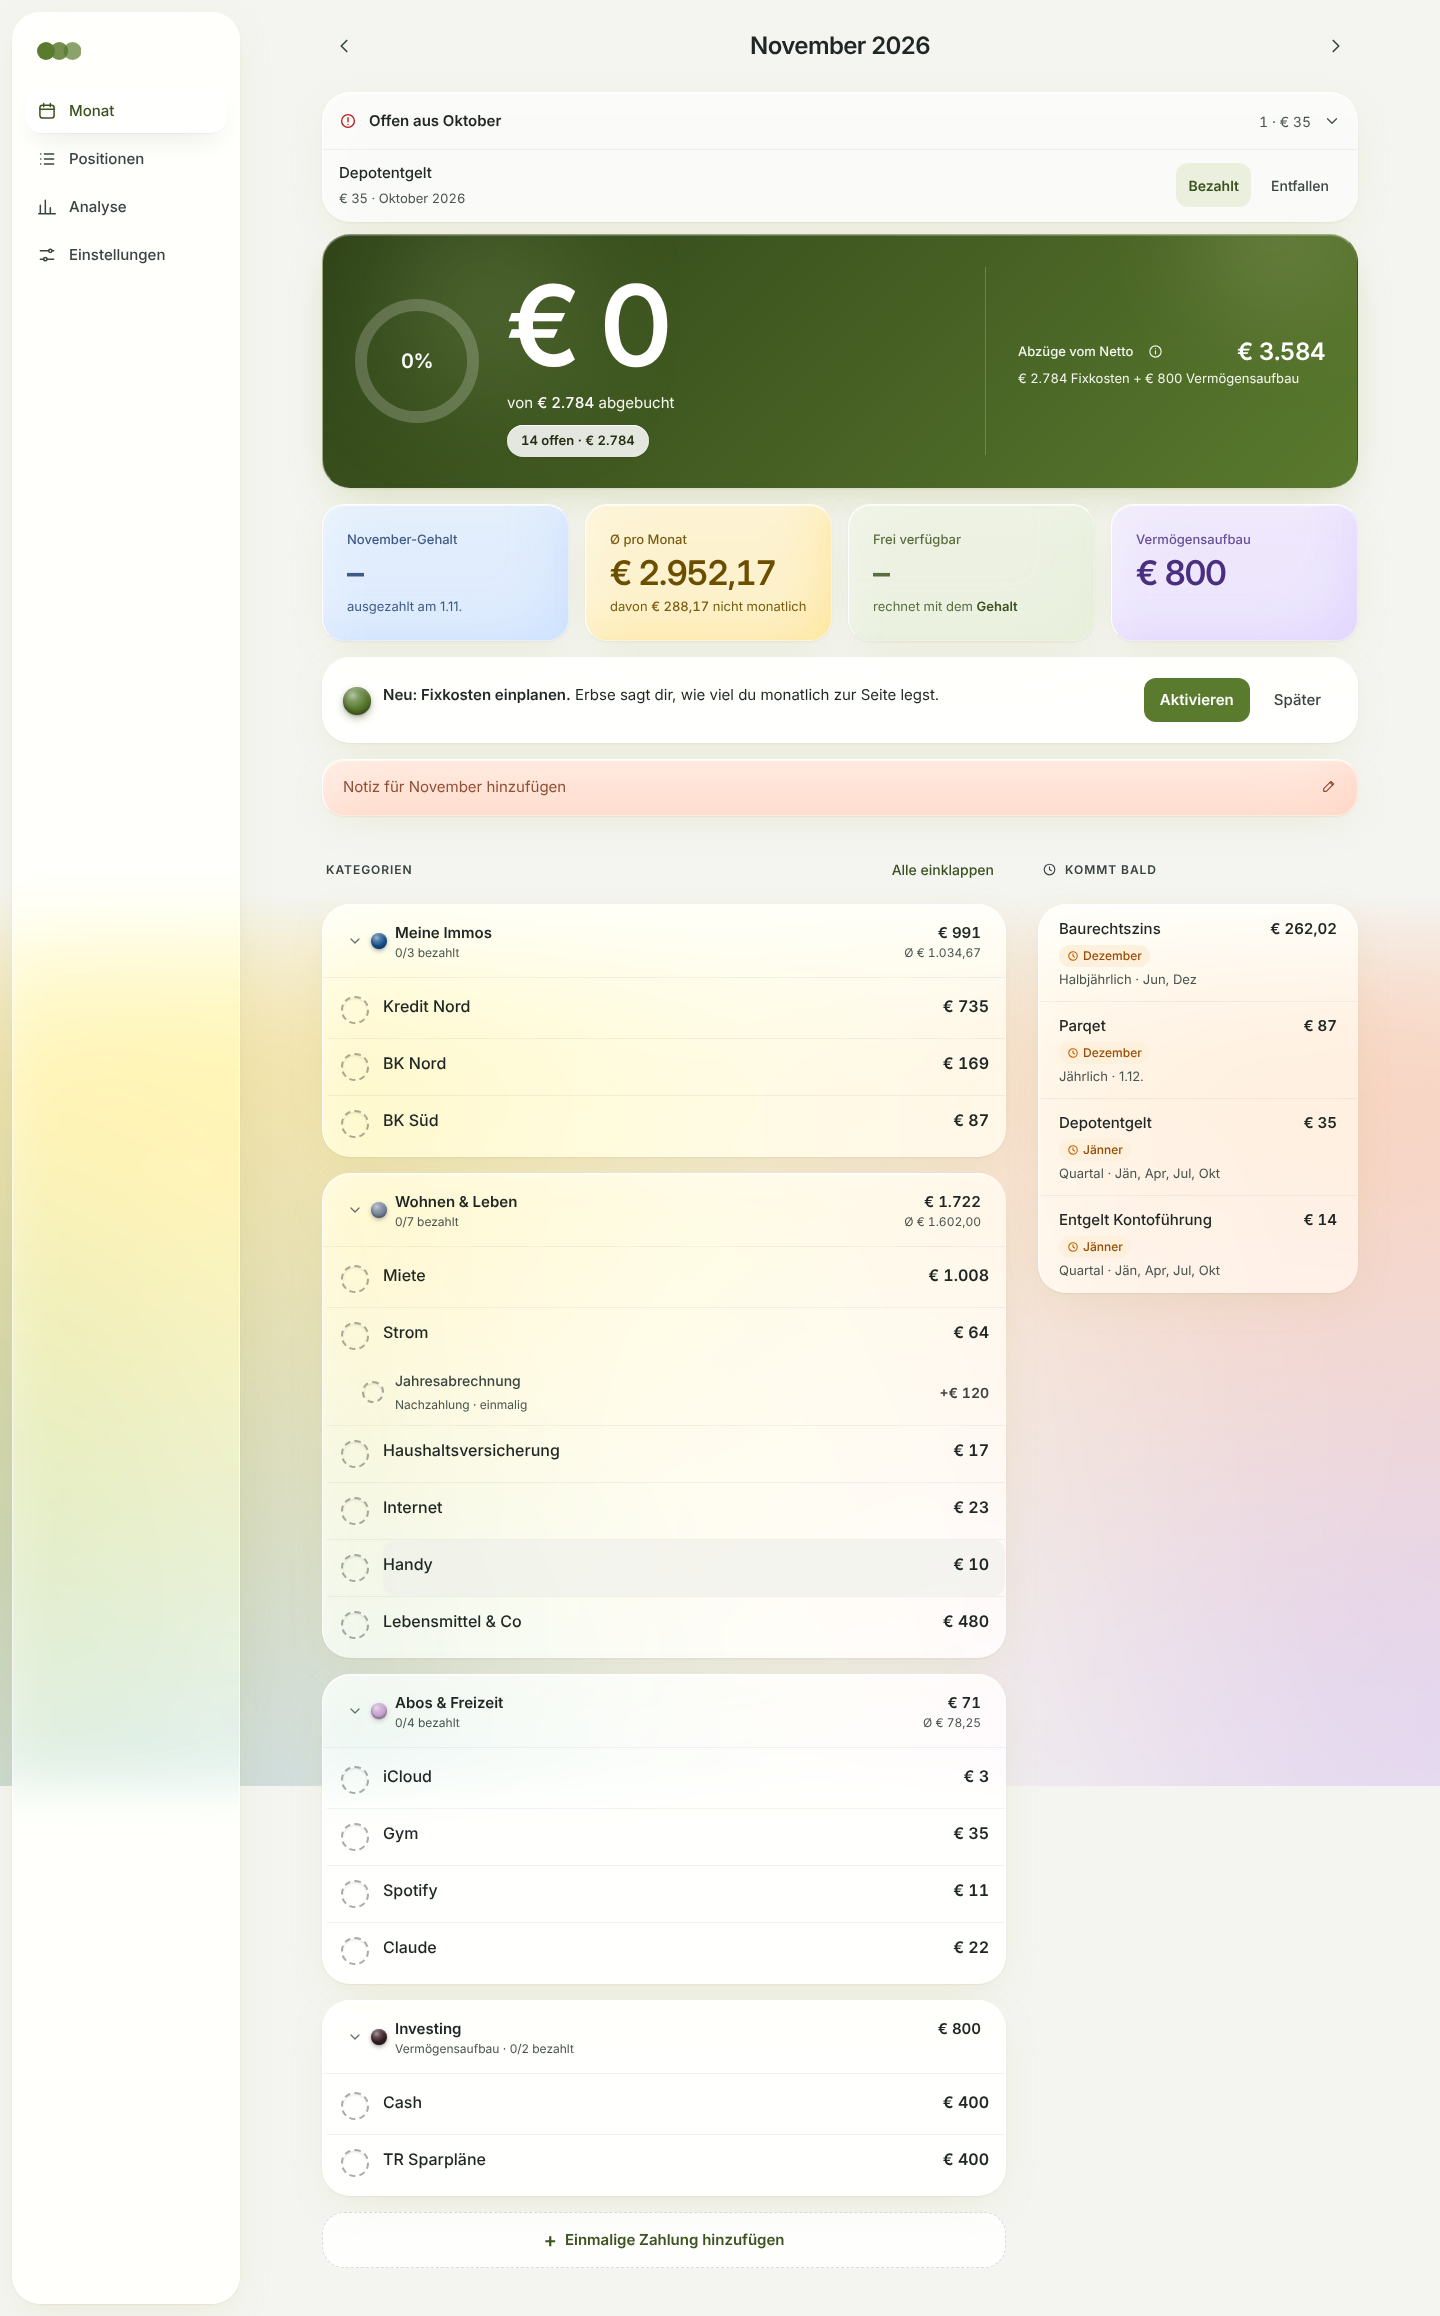 November 2026
Monat
Positionen
Analyse
Einstellungen
Offen aus Oktober
1 · € 35
Depotentgelt
€ 35 · Oktober 2026
Bezahlt
Entfallen
0%
€ 0
von € 2.784 abgebucht
14 offen · € 2.784
Abzüge vom Netto
€ 3.584
€ 2.784 Fixkosten + € 800 Vermögensaufbau
November-Gehalt
–
ausgezahlt am 1.11.
Ø pro Monat
€ 2.952,17
davon € 288,17 nicht monatlich
Frei verfügbar
–
rechnet mit dem Gehalt
Vermögensaufbau
€ 800
Neu: Fixkosten einplanen. Erbse sagt dir, wie viel du monatlich zur Seite legst.
Aktivieren
Später
Notiz für November hinzufügen
KATEGORIEN
Alle einklappen
Meine Immos
€ 991
0/3 bezahlt
Ø € 1.034,67
Kredit Nord
€ 735
BK Nord
€ 169
BK Süd
€ 87
Wohnen & Leben
€ 1.722
0/7 bezahlt
Ø € 1.602,00
Miete
€ 1.008
Strom
€ 64
Jahresabrechnung
Nachzahlung · einmalig
+€ 120
Haushaltsversicherung
€ 17
Internet
€ 23
Handy
€ 10
Lebensmittel & Co
€ 480
Abos & Freizeit
€ 71
0/4 bezahlt
Ø € 78,25
iCloud
€ 3
Gym
€ 35
Spotify
€ 11
Claude
€ 22
Investing
€ 800
Vermögensaufbau · 0/2 bezahlt
Cash
€ 400
TR Sparpläne
€ 400
+ Einmalige Zahlung hinzufügen
KOMMT BALD
Baurechtszins
€ 262,02
Dezember
Halbjährlich · Jun, Dez
Parqet
€ 87
Dezember
Jährlich · 1.12.
Depotentgelt
€ 35
Jänner
Quartal · Jän, Apr, Jul, Okt
Entgelt Kontoführung
€ 14
Jänner
Quartal · Jän, Apr, Jul, Okt